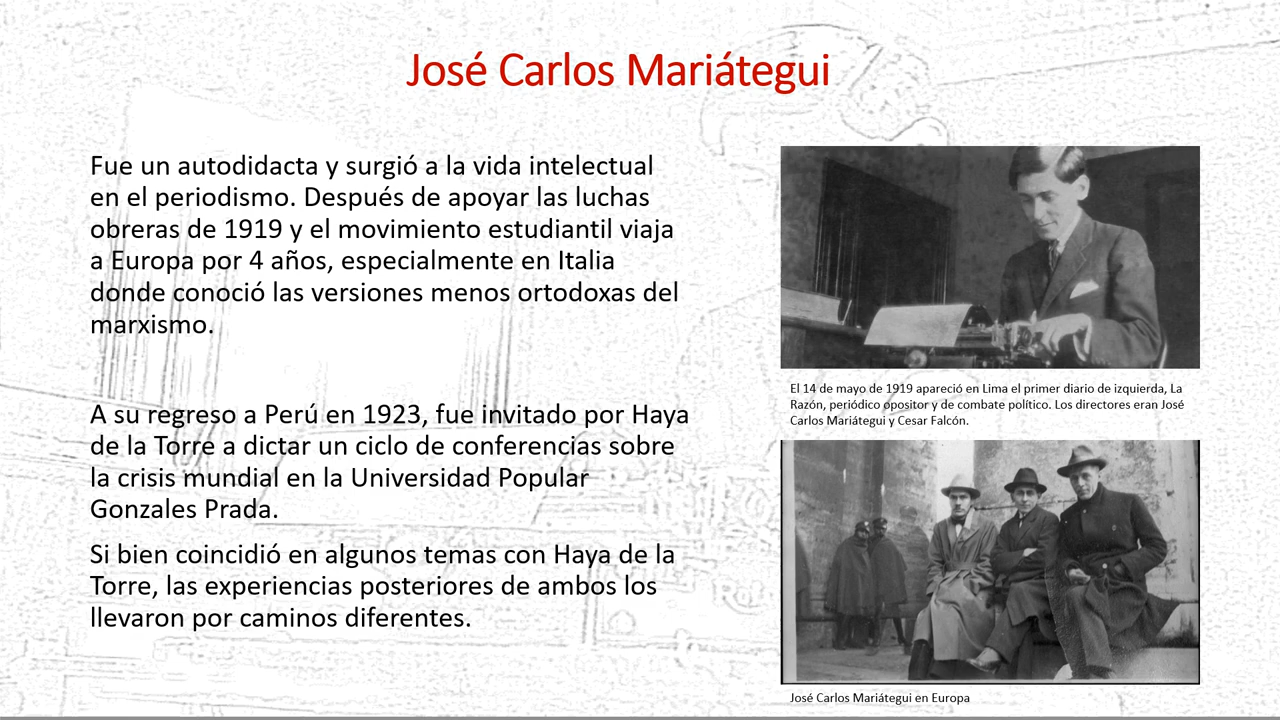 José Carlos Mariátegui
Fue un autodidacta y surgió a la vida intelectual
en el periodismo. Después de apoyar las luchas
obreras de 1919 y el movimiento estudiantil viaja
a Europa por 4 años, especialmente en Italia
donde conoció las versiones menos ortodoxas del
marxismo.
A su regreso a Perú en 1923, fue invitado por Haya
de la Torre a dictar un ciclo de conferencias sobre
la crisis mundial en la Universidad Popular
Gonzales Prada.
Si bien coincidió en algunos temas con Haya de la
Torre, las experiencias posteriores de ambos los
llevaron por caminos diferentes.
El 14 de mayo de 1919 apareció en Lima el primer diario de izquierda, La
Razón, periódico opositor y de combate político. Los directores eran José
Carlos Mariátegui y Cesar Falcón.
José Carlos Mariátegui en Europa